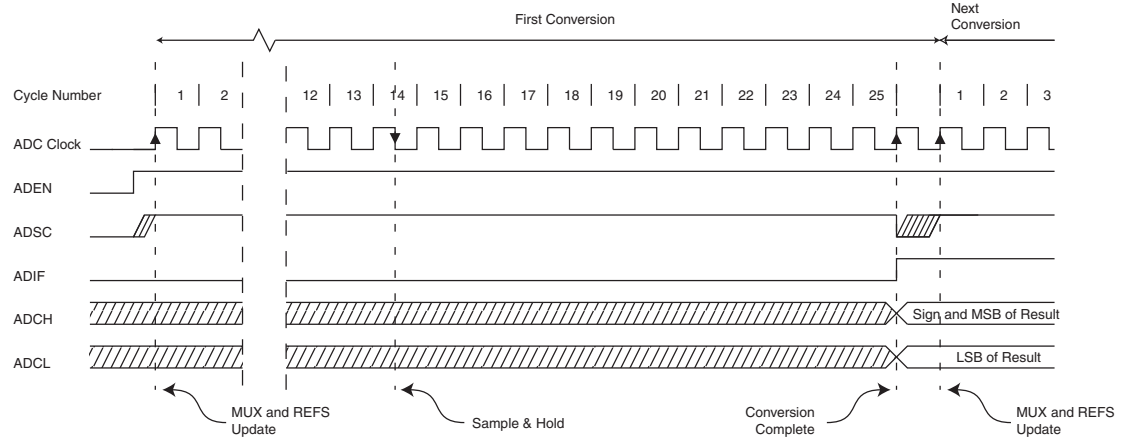 First Conversion
Next
Conversion
Cycle Number 1 2 12 13 14 15 16 17 18 19 20 21 22 23 24 25 1 2 3
ADC Clock
ADEN
ADSC
ADIF
ADCH Sign and MSB of Result
ADCL LSB of Result
MUX and REFS
Update
Sample & Hold
Conversion
Complete
MUX and REFS
Update